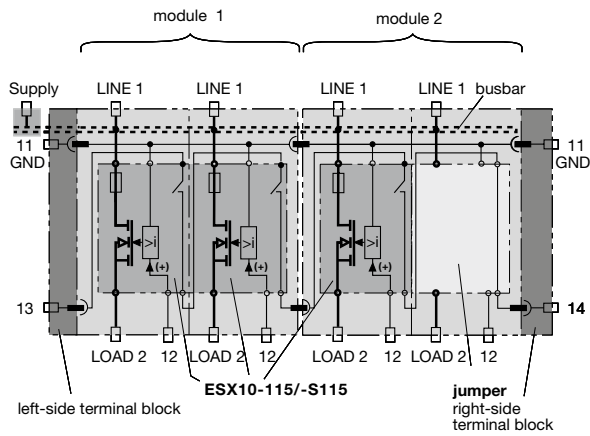 module 1
module 2
Supply
LINE 1
LINE 1
LINE 1
LINE 1
busbar
11
GND
11
GND
>i
>i
>i
(+)
(+)
(+)
13
14
LOAD 2
12
LOAD 2
12
LOAD 2
12
LOAD 2
12
ESX10-115/-S115
left-side terminal block
jumper
right-side
terminal block